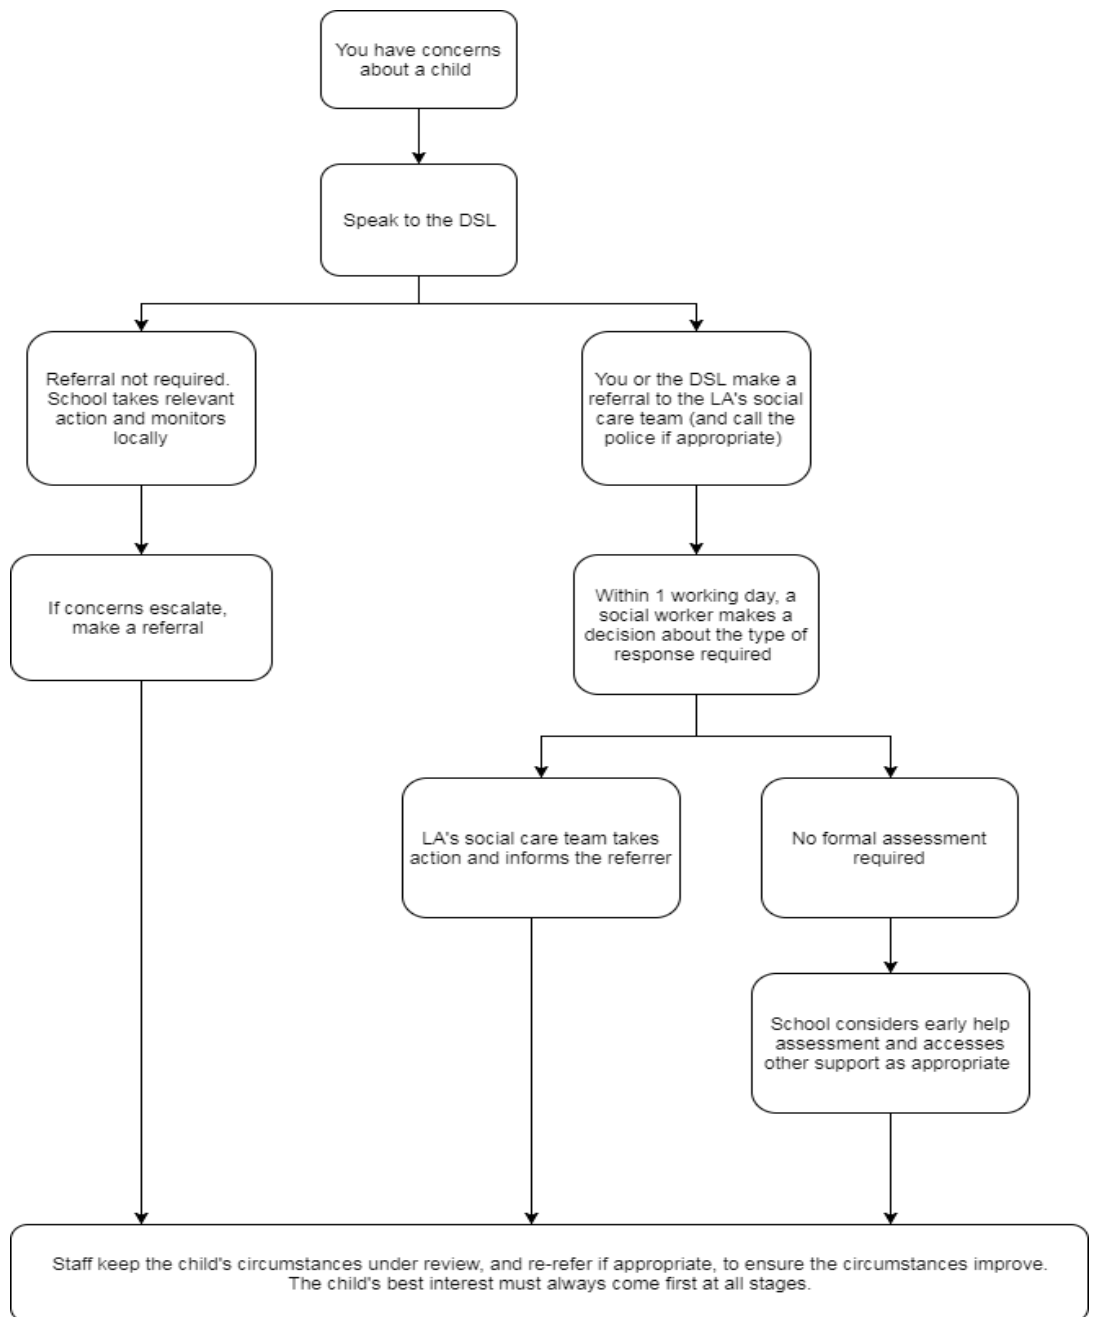 You have concerns
about a child
Speak to the DSL
Referral not required.
School takes relevant
action and monitors
locally
You or the DSL make a
referral to the LA's social
care team (and call the
police if appropriate)
If concerns escalate,
make a referral
Within 1 working day, a
social worker makes a
decision about the type of
response required
LA's social care team takes
action and informs the referrer
No formal assessment
required
School considers early help
assessment and accesses
other support as appropriate
Staff keep the child's circumstances under review, and re-refer if appropriate, to ensure the circumstances improve.
The child's best interest must always come first at all stages.